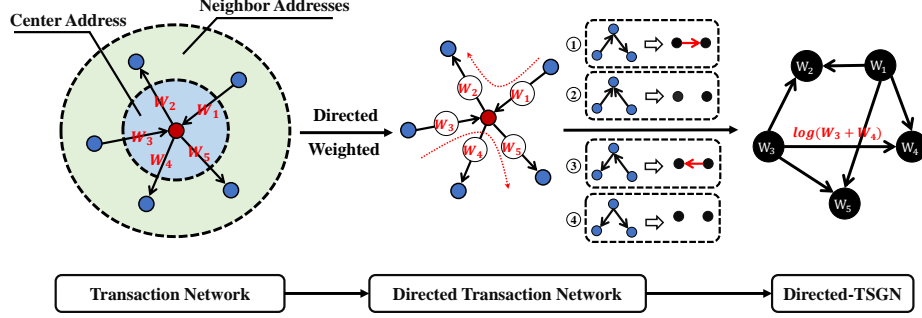 Center Address
Neighbor Addresses
W₂
W₁
W₃
W₄
W₅
Directed
Weighted
W₂
W₁
W₃
W₄
W₅
①
②
③
④
W₂
W₁
log(W₃ + W₄)
W₃
W₄
W₅
Transaction Network
Directed Transaction Network
Directed-TSGN